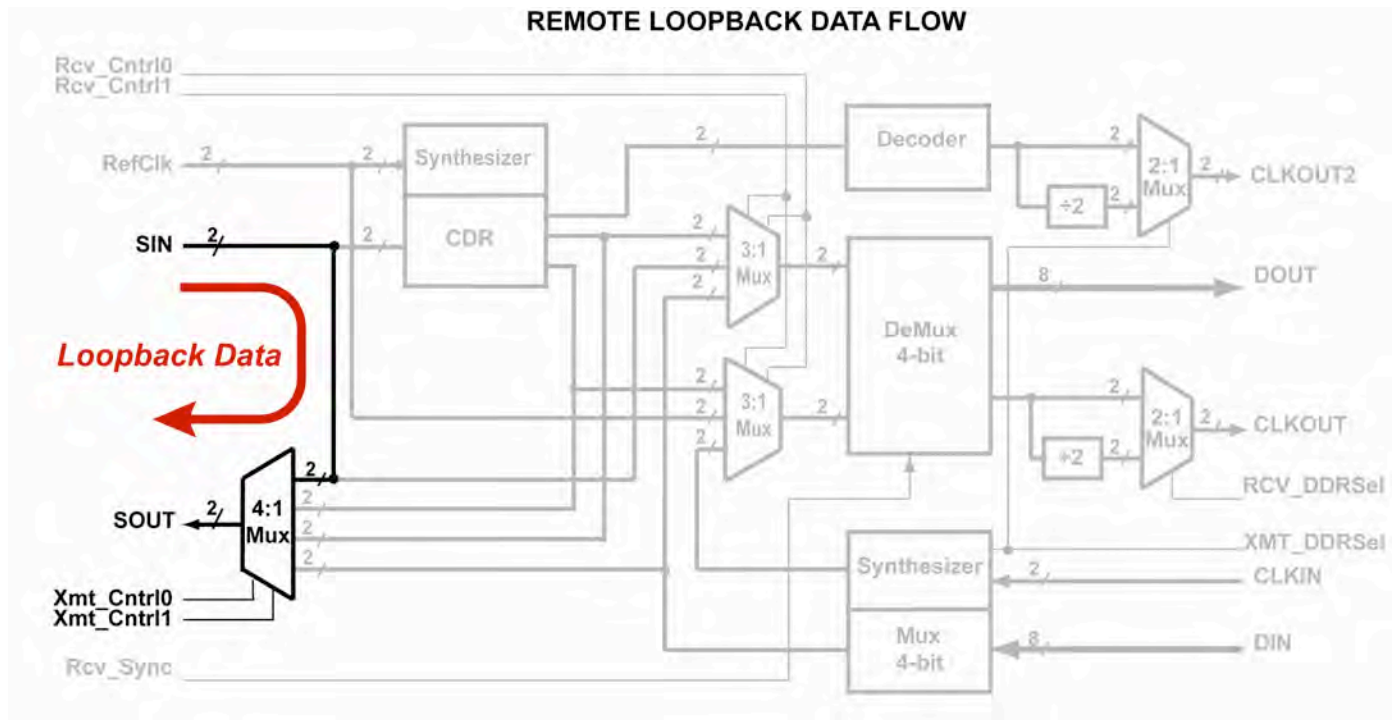 REMOTE LOOPBACK DATA FLOW
Rcv_Cntrl0
Rcv_Cntrl1
RefClk
2
2
Synthesizer
CDR
2
Decoder
2
2:1
Mux
2
CLKOUT2
÷2
2
SIN
2
2
2
2
2
3:1
Mux
2
DeMux
4-bit
8
DOUT
Loopback Data
2
2
2
3:1
Mux
2
2
2:1
Mux
2
CLKOUT
÷2
2
RCV_DDRSel
SOUT
2
4:1
Mux
2
2
2
2
Synthesizer
XMT_DDRSel
2
CLKIN
Xmt_Cntrl0
Xmt_Cntrl1
Mux
4-bit
8
DIN
Rcv_Sync